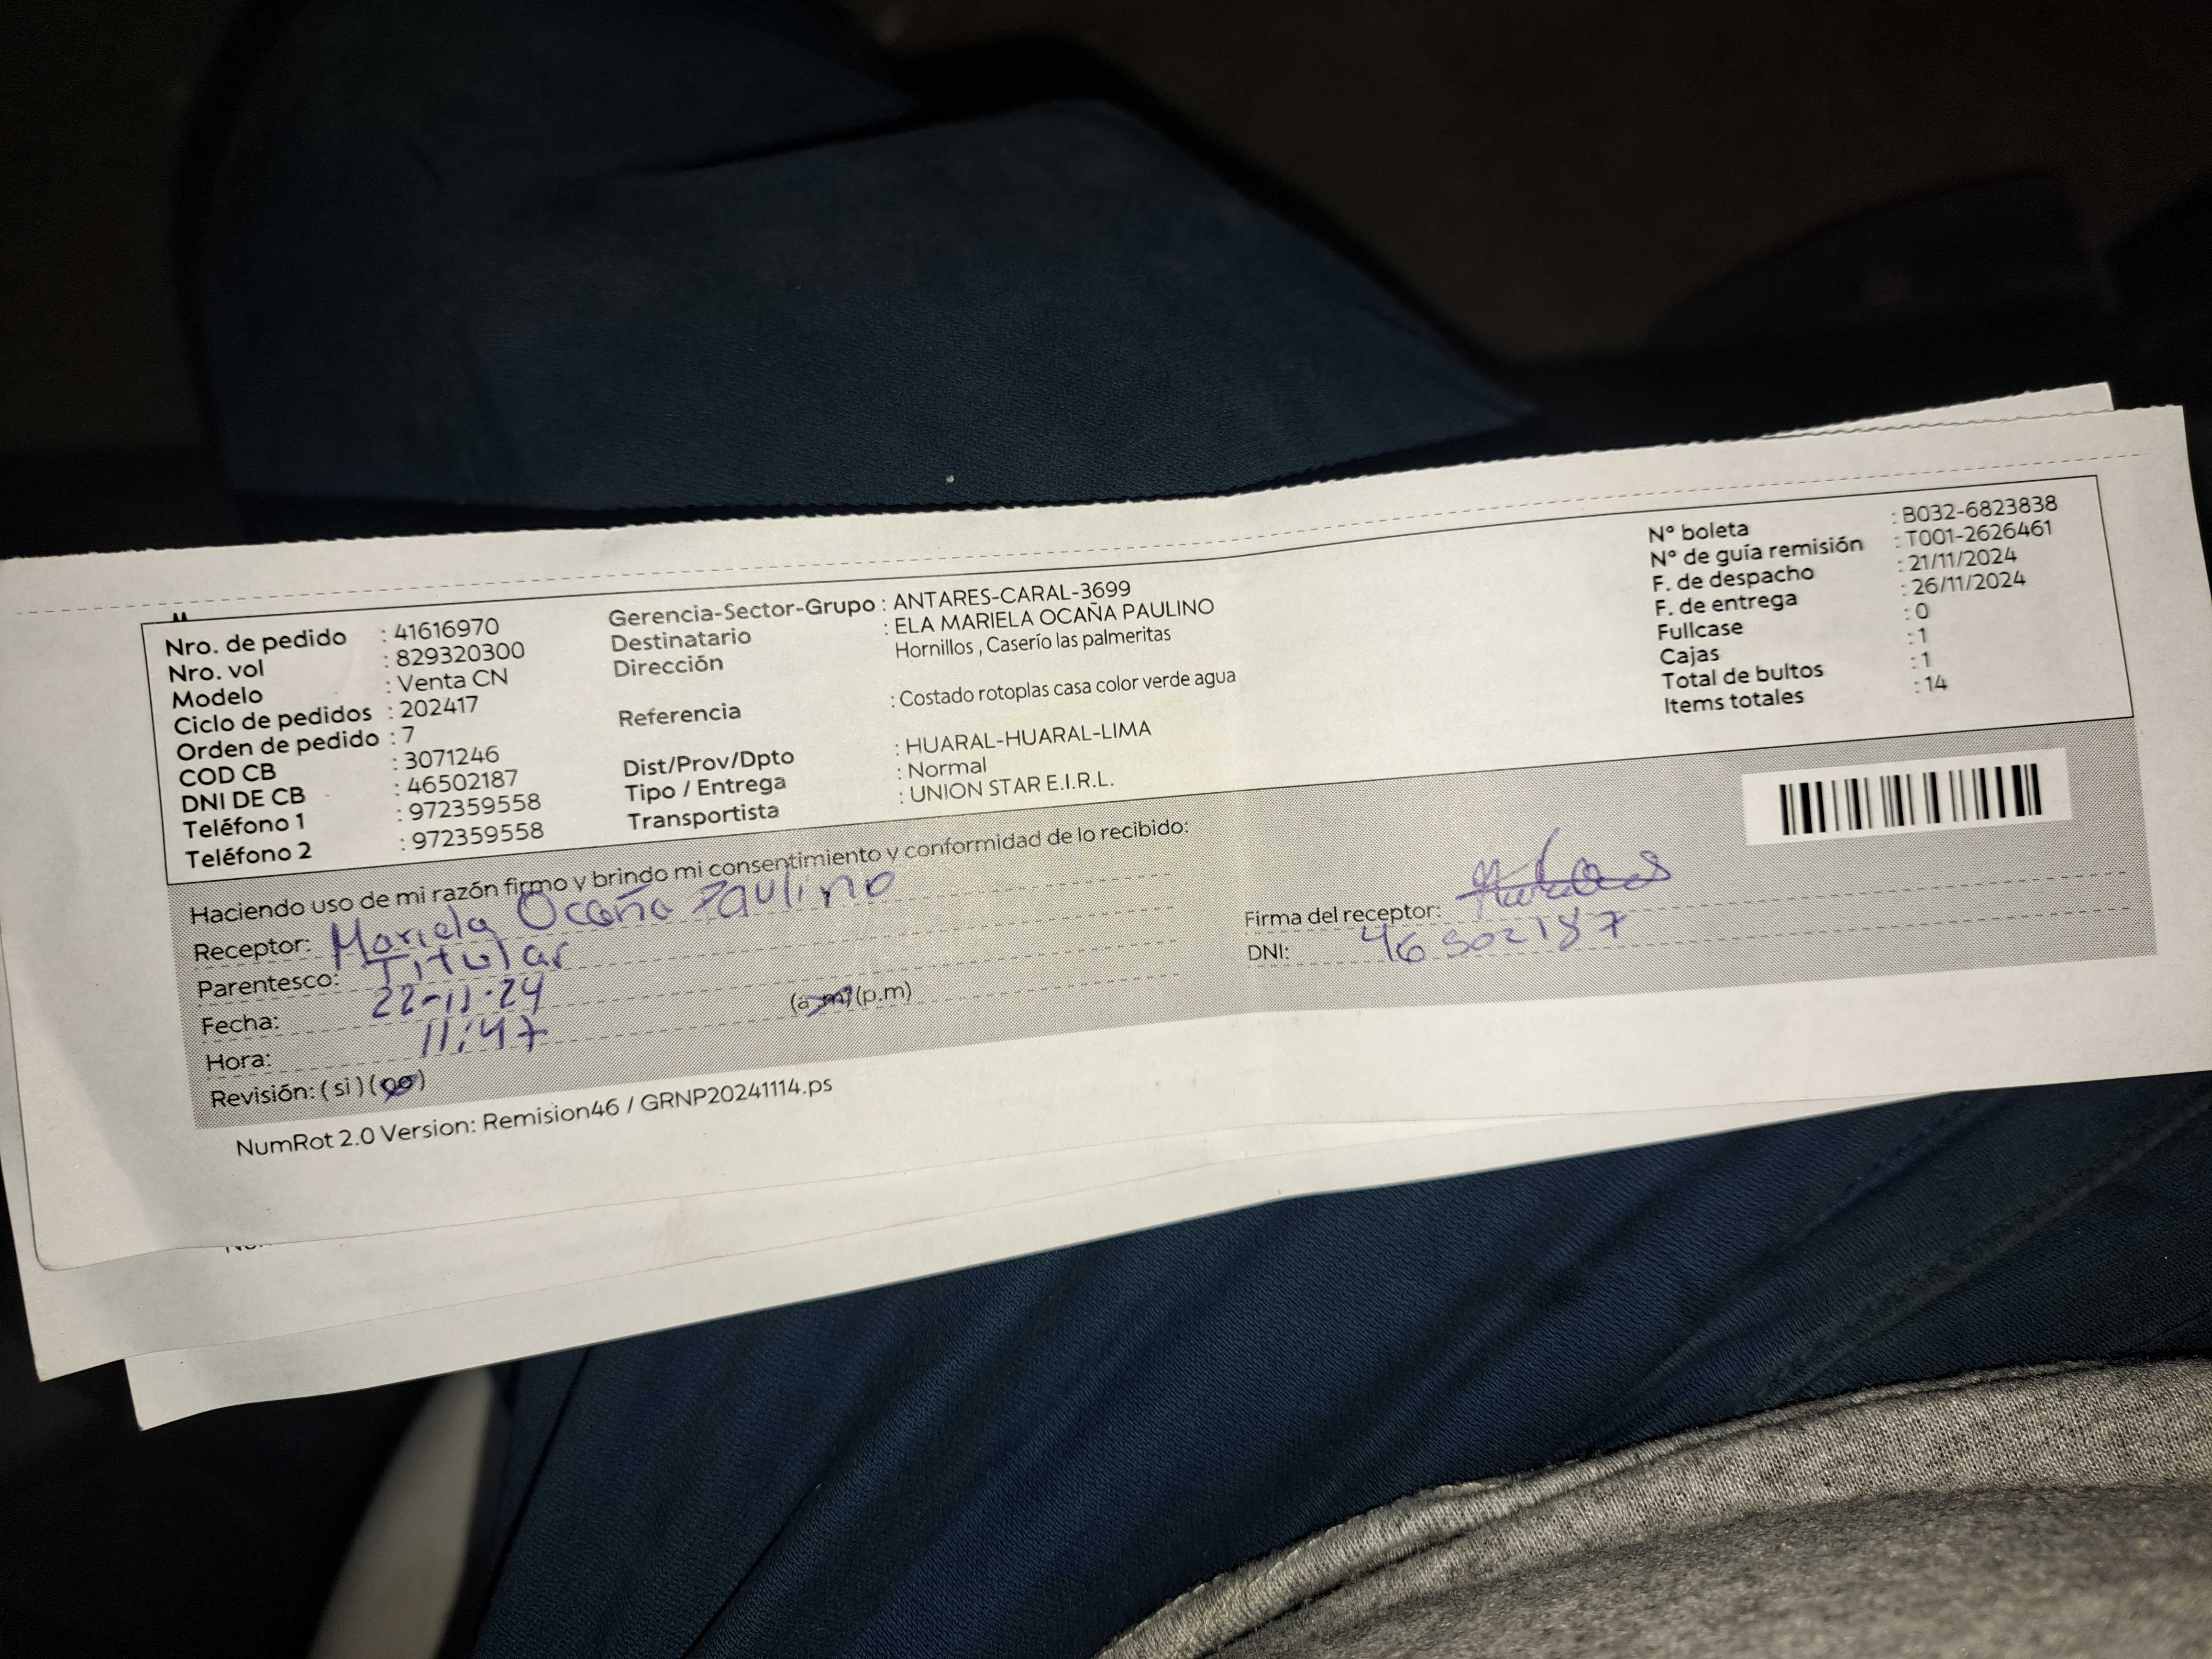 Nro. de pedido : 41616970
Nro. vol : 829320300
Modelo : Venta CN
Ciclo de pedidos : 202417
Orden de pedido : 7
COD CB : 3071246
DNI DE CB : 46502187
Teléfono 1 : 972359558
Teléfono 2 : 972359558
Gerencia-Sector-Grupo : ANTARES-CARAL-3699
Destinatario : ELA MARIELA OCAÑA PAULINO
Dirección Hornillos , Caserío las palmeritas
Referencia : Costado rotoplas casa color verde agua
Dist/Prov/Dpto : HUARAL-HUARAL-LIMA
Tipo / Entrega : Normal
Transportista : UNION STAR E.I.R.L.
N° boleta : B032-6823838
N° de guía remisión : T001-2626461
F. de despacho : 21/11/2024
F. de entrega : 26/11/2024
Fullcase : 0
Cajas : 1
Total de bultos : 1
Items totales : 14
Haciendo uso de mi razón firmo y brindo mi consentimiento y conformidad de lo recibido:
Receptor: Mariela Ocaña Paulino
Parentesco: Titular
Fecha: 22-11-24
Hora: 11:47 (a.m) (p.m)
Revisión: ( si ) ( no )
Firma del receptor:
DNI: 46502187
NumRot 2.0 Version: Remision46 / GRNP20241114.ps